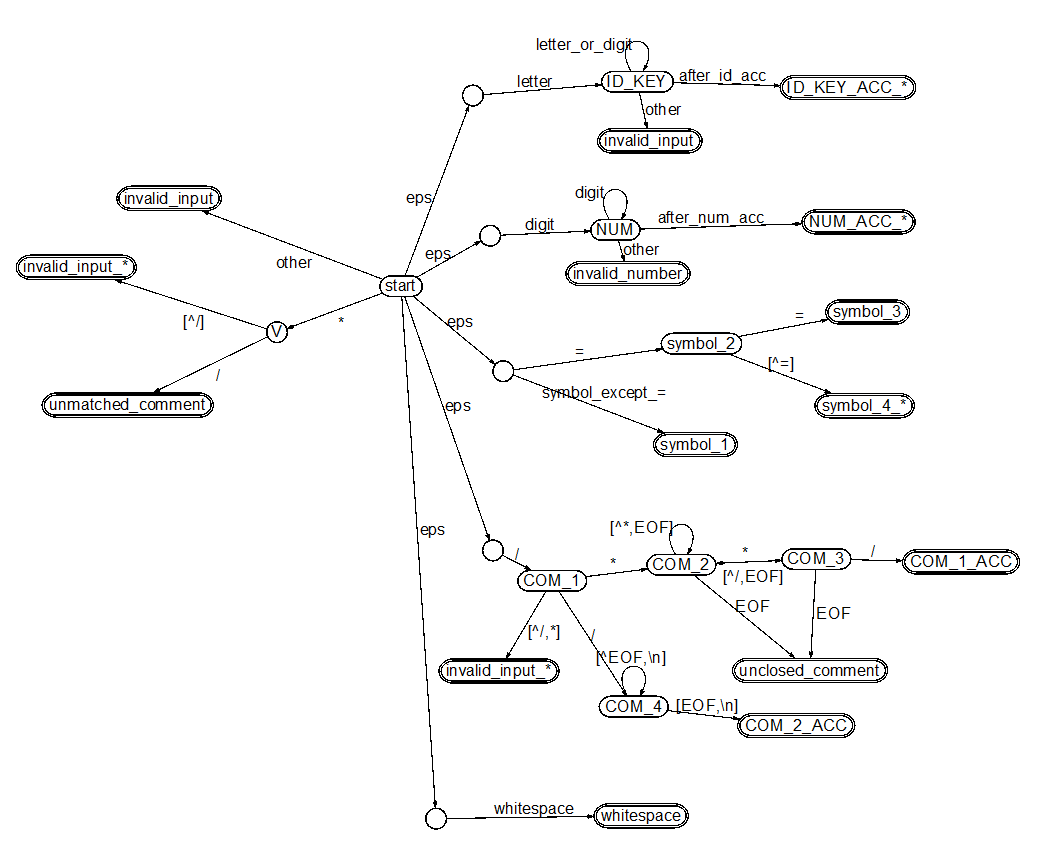 letter_or_digit
letter
ID_KEY
after_id_acc
ID_KEY_ACC_*
other
invalid_input
eps
invalid_input
digit
digit
NUM
after_num_acc
NUM_ACC_*
other
invalid_number
eps
other
invalid_input_*
start
[^/]
*
V
/
unmatched_comment
eps
=
symbol_2
=
symbol_3
[^=]
symbol_4_*
symbol_except_=
symbol_1
eps
eps
/
COM_1
*
[^*,EOF]
COM_2
*
[^/,EOF]
COM_3
/
COM_1_ACC
EOF
EOF
unclosed_comment
[^/,*]
invalid_input_*
/
[^EOF,\n]
COM_4
[EOF,\n]
COM_2_ACC
whitespace
whitespace